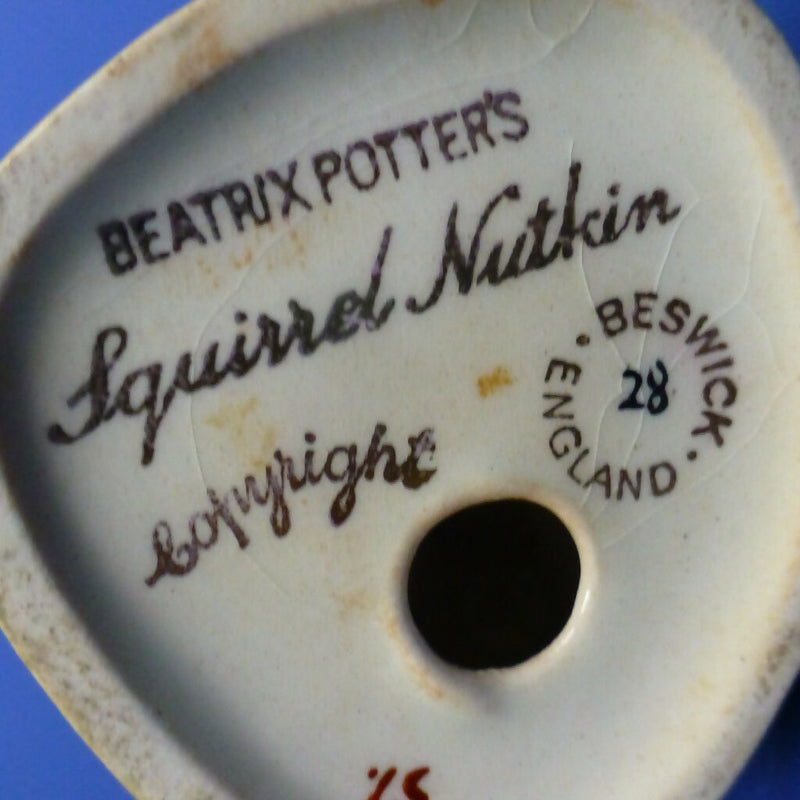 BEATRIX POTTER'S
Squirrel Nutkin
Copyright
BESWICK
ENGLAND
28